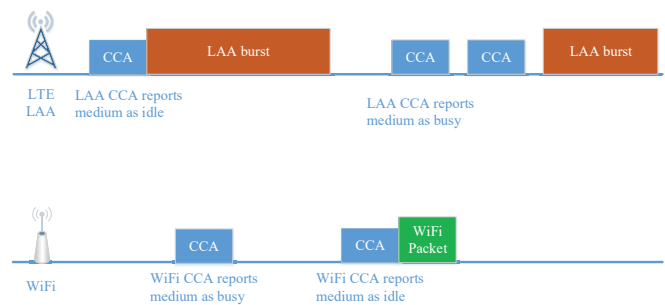 CCA
LAA burst
CCA
CCA
LAA burst
LTE
LAA
LAA CCA reports
medium as idle
LAA CCA reports
medium as busy
CCA
CCA
WiFi
Packet
WiFi
WiFi CCA reports
medium as busy
WiFi CCA reports
medium as idle